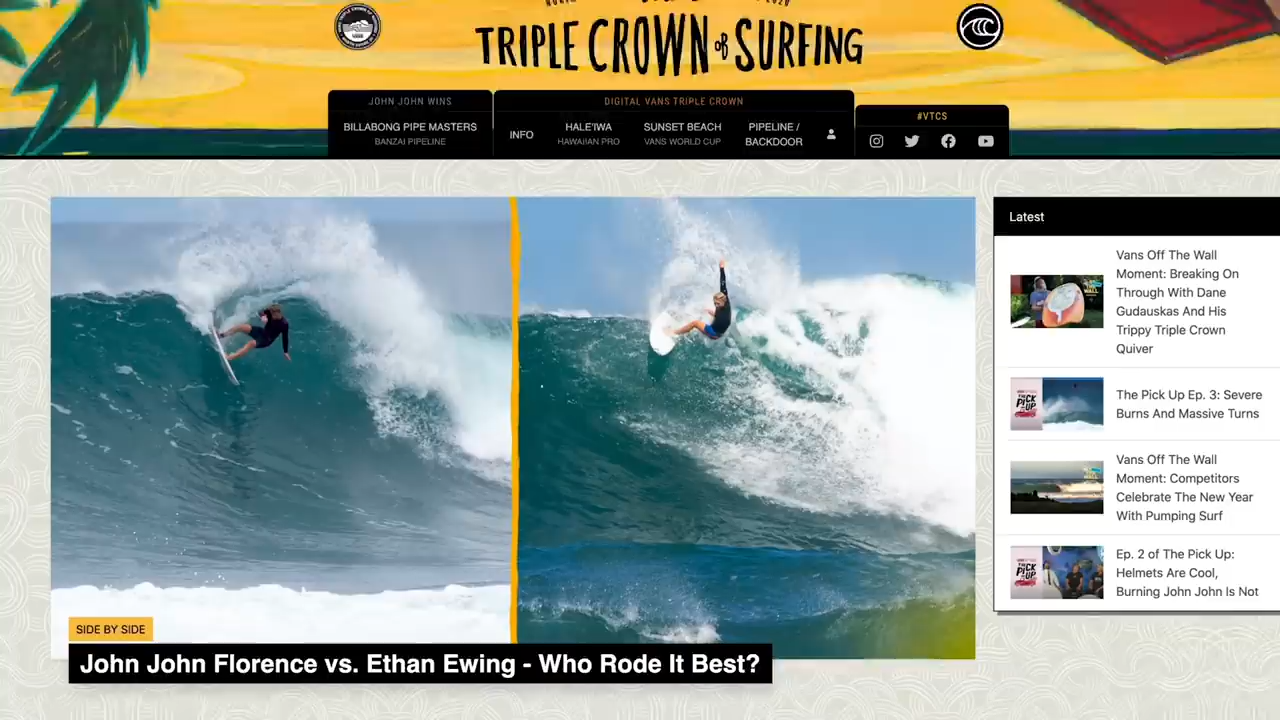 TRIPLE CROWN OF SURFING
JOHN JOHN WINS
BILLABONG PIPE MASTERS
BANZAI PIPELINE
DIGITAL VANS TRIPLE CROWN
INFO
HALE'IWA
HAWAIIAN PRO
SUNSET BEACH
VANS WORLD CUP
PIPELINE /
BACKDOOR
#VTCS
SIDE BY SIDE
John John Florence vs. Ethan Ewing - Who Rode It Best?
Latest
Vans Off The Wall
Moment: Breaking On
Through With Dane
Gudauskas And His
Trippy Triple Crown
Quiver
The Pick Up Ep. 3: Severe
Burns And Massive Turns
Vans Off The Wall
Moment: Competitors
Celebrate The New Year
With Pumping Surf
Ep. 2 of The Pick Up:
Helmets Are Cool,
Burning John John Is Not